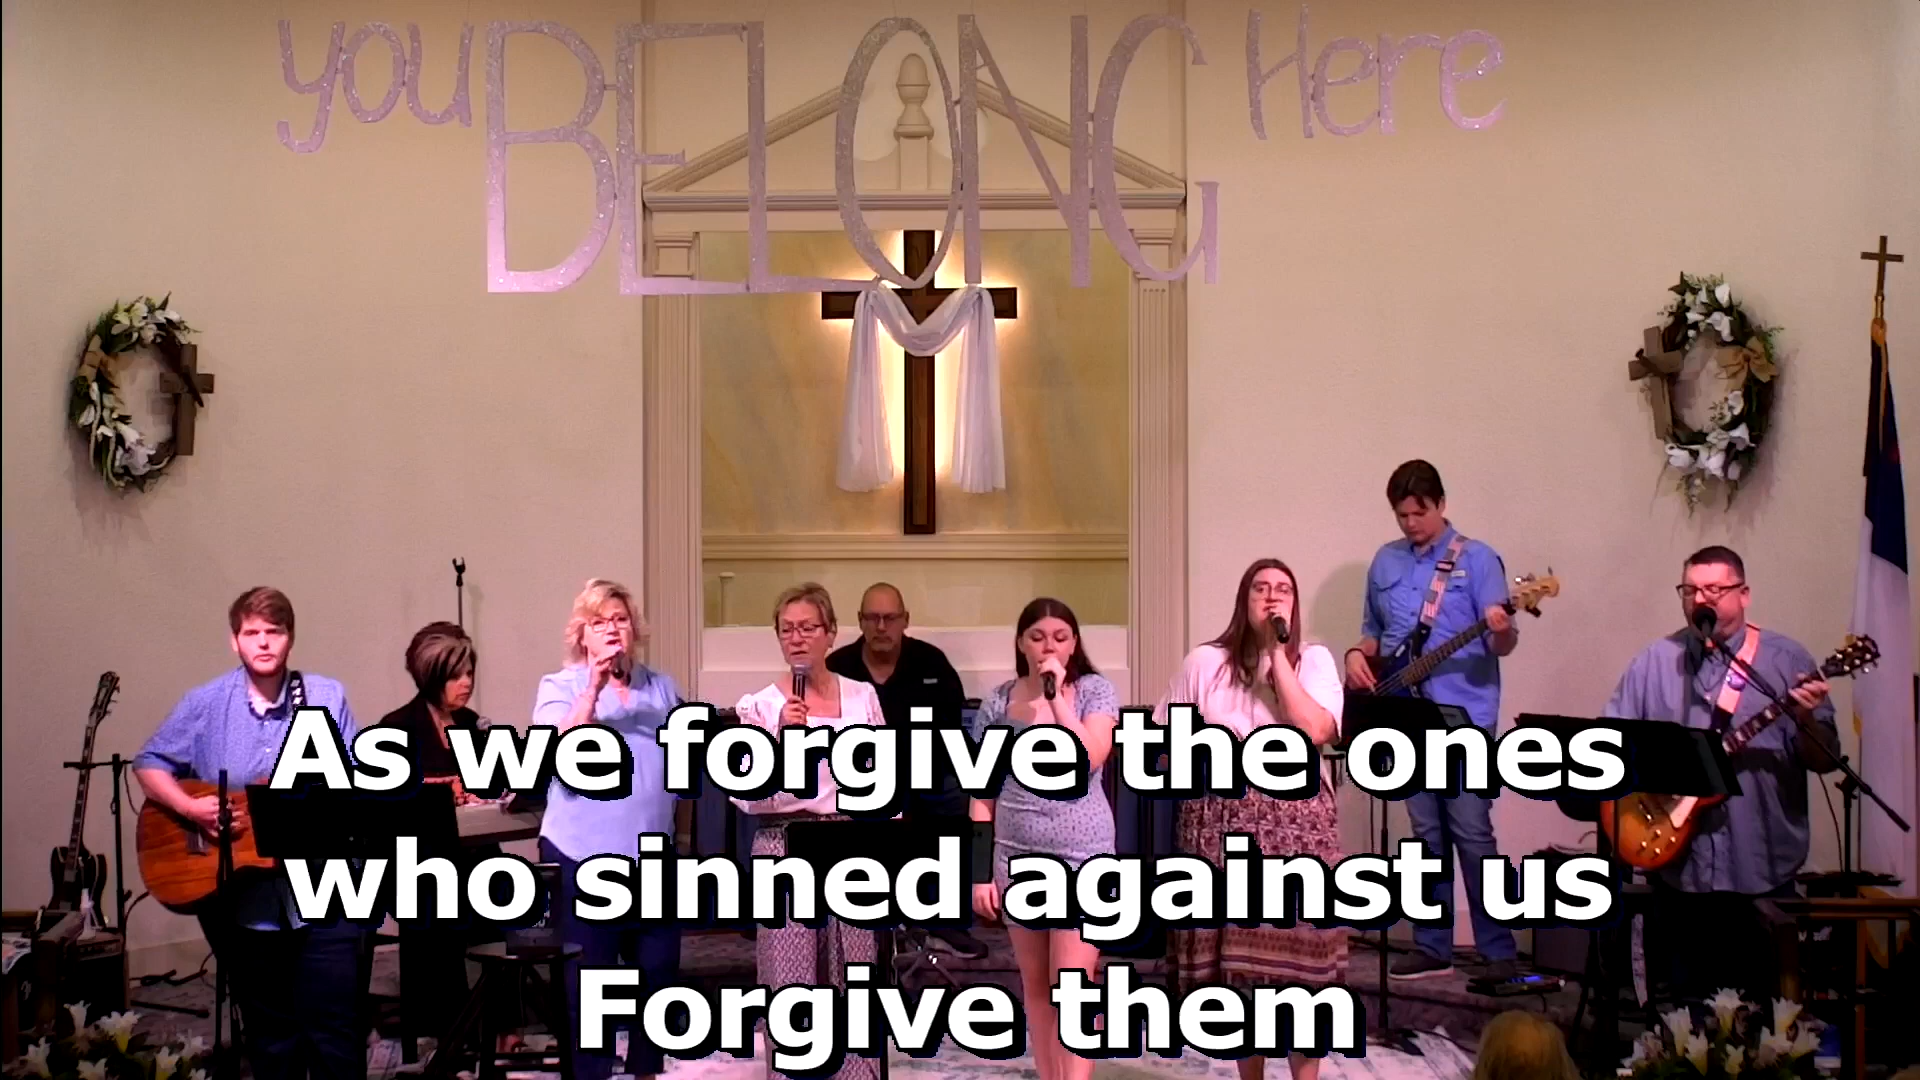 you BELONG Here
As we forgive the ones
who sinned against us
Forgive them